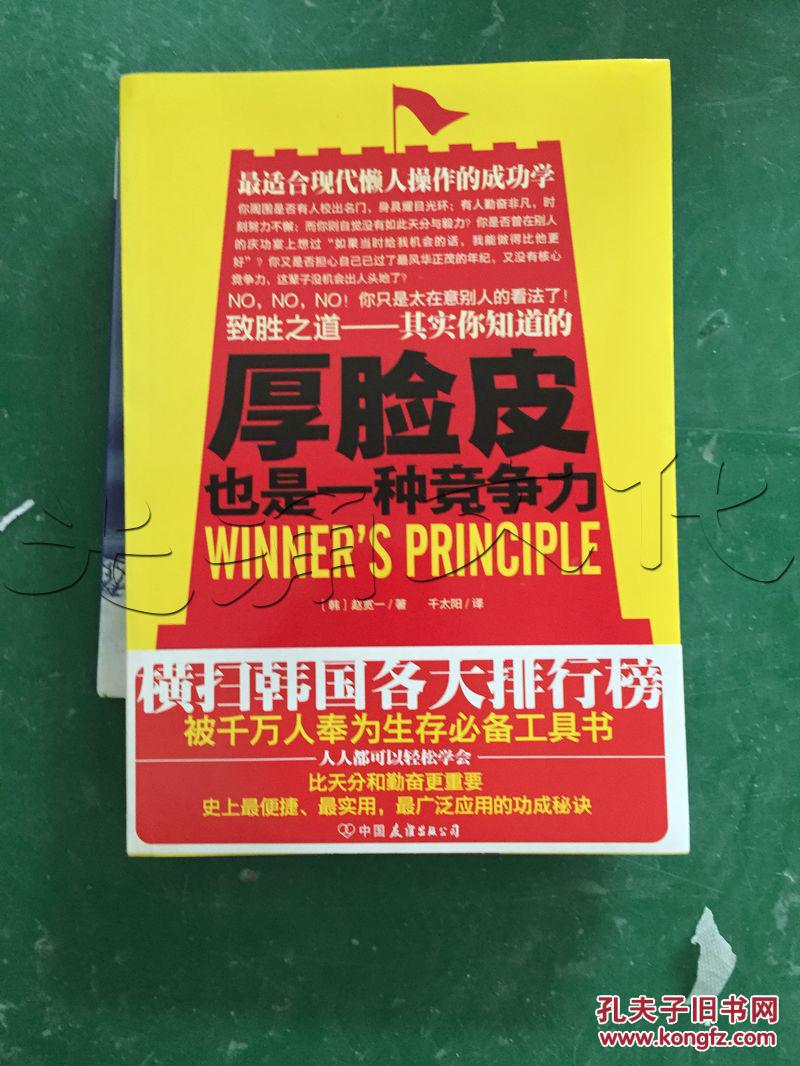 最适合现代懒人操作的成功学
你周围是否有人校出名门，身具耀目光环；有人勤奋非凡，时
刻努力不懈；而你则自觉没有如此天分与毅力？你是否曾在别人
的庆功宴上想过“如果当时给我机会的话，我能做得比他更
好”？你又是否担心自己已过了最风华正茂的年纪，又没有核心
竞争力，这辈子没机会出人头地了？
NO，NO，NO！你只是太在意别人的看法了！
致胜之道——其实你知道的
厚脸皮
也是一种竞争力
WINNER'S PRINCIPLE
［韩］赵宽一／著 千太阳／译
横扫韩国各大排行榜
被千万人奉为生存必备工具书
人人都可以轻松学会
比天分和勤奋更重要
史上最便捷、最实用，最广泛应用的功成秘诀
中国友谊出版公司
孔夫子旧书网
www.kongfz.com